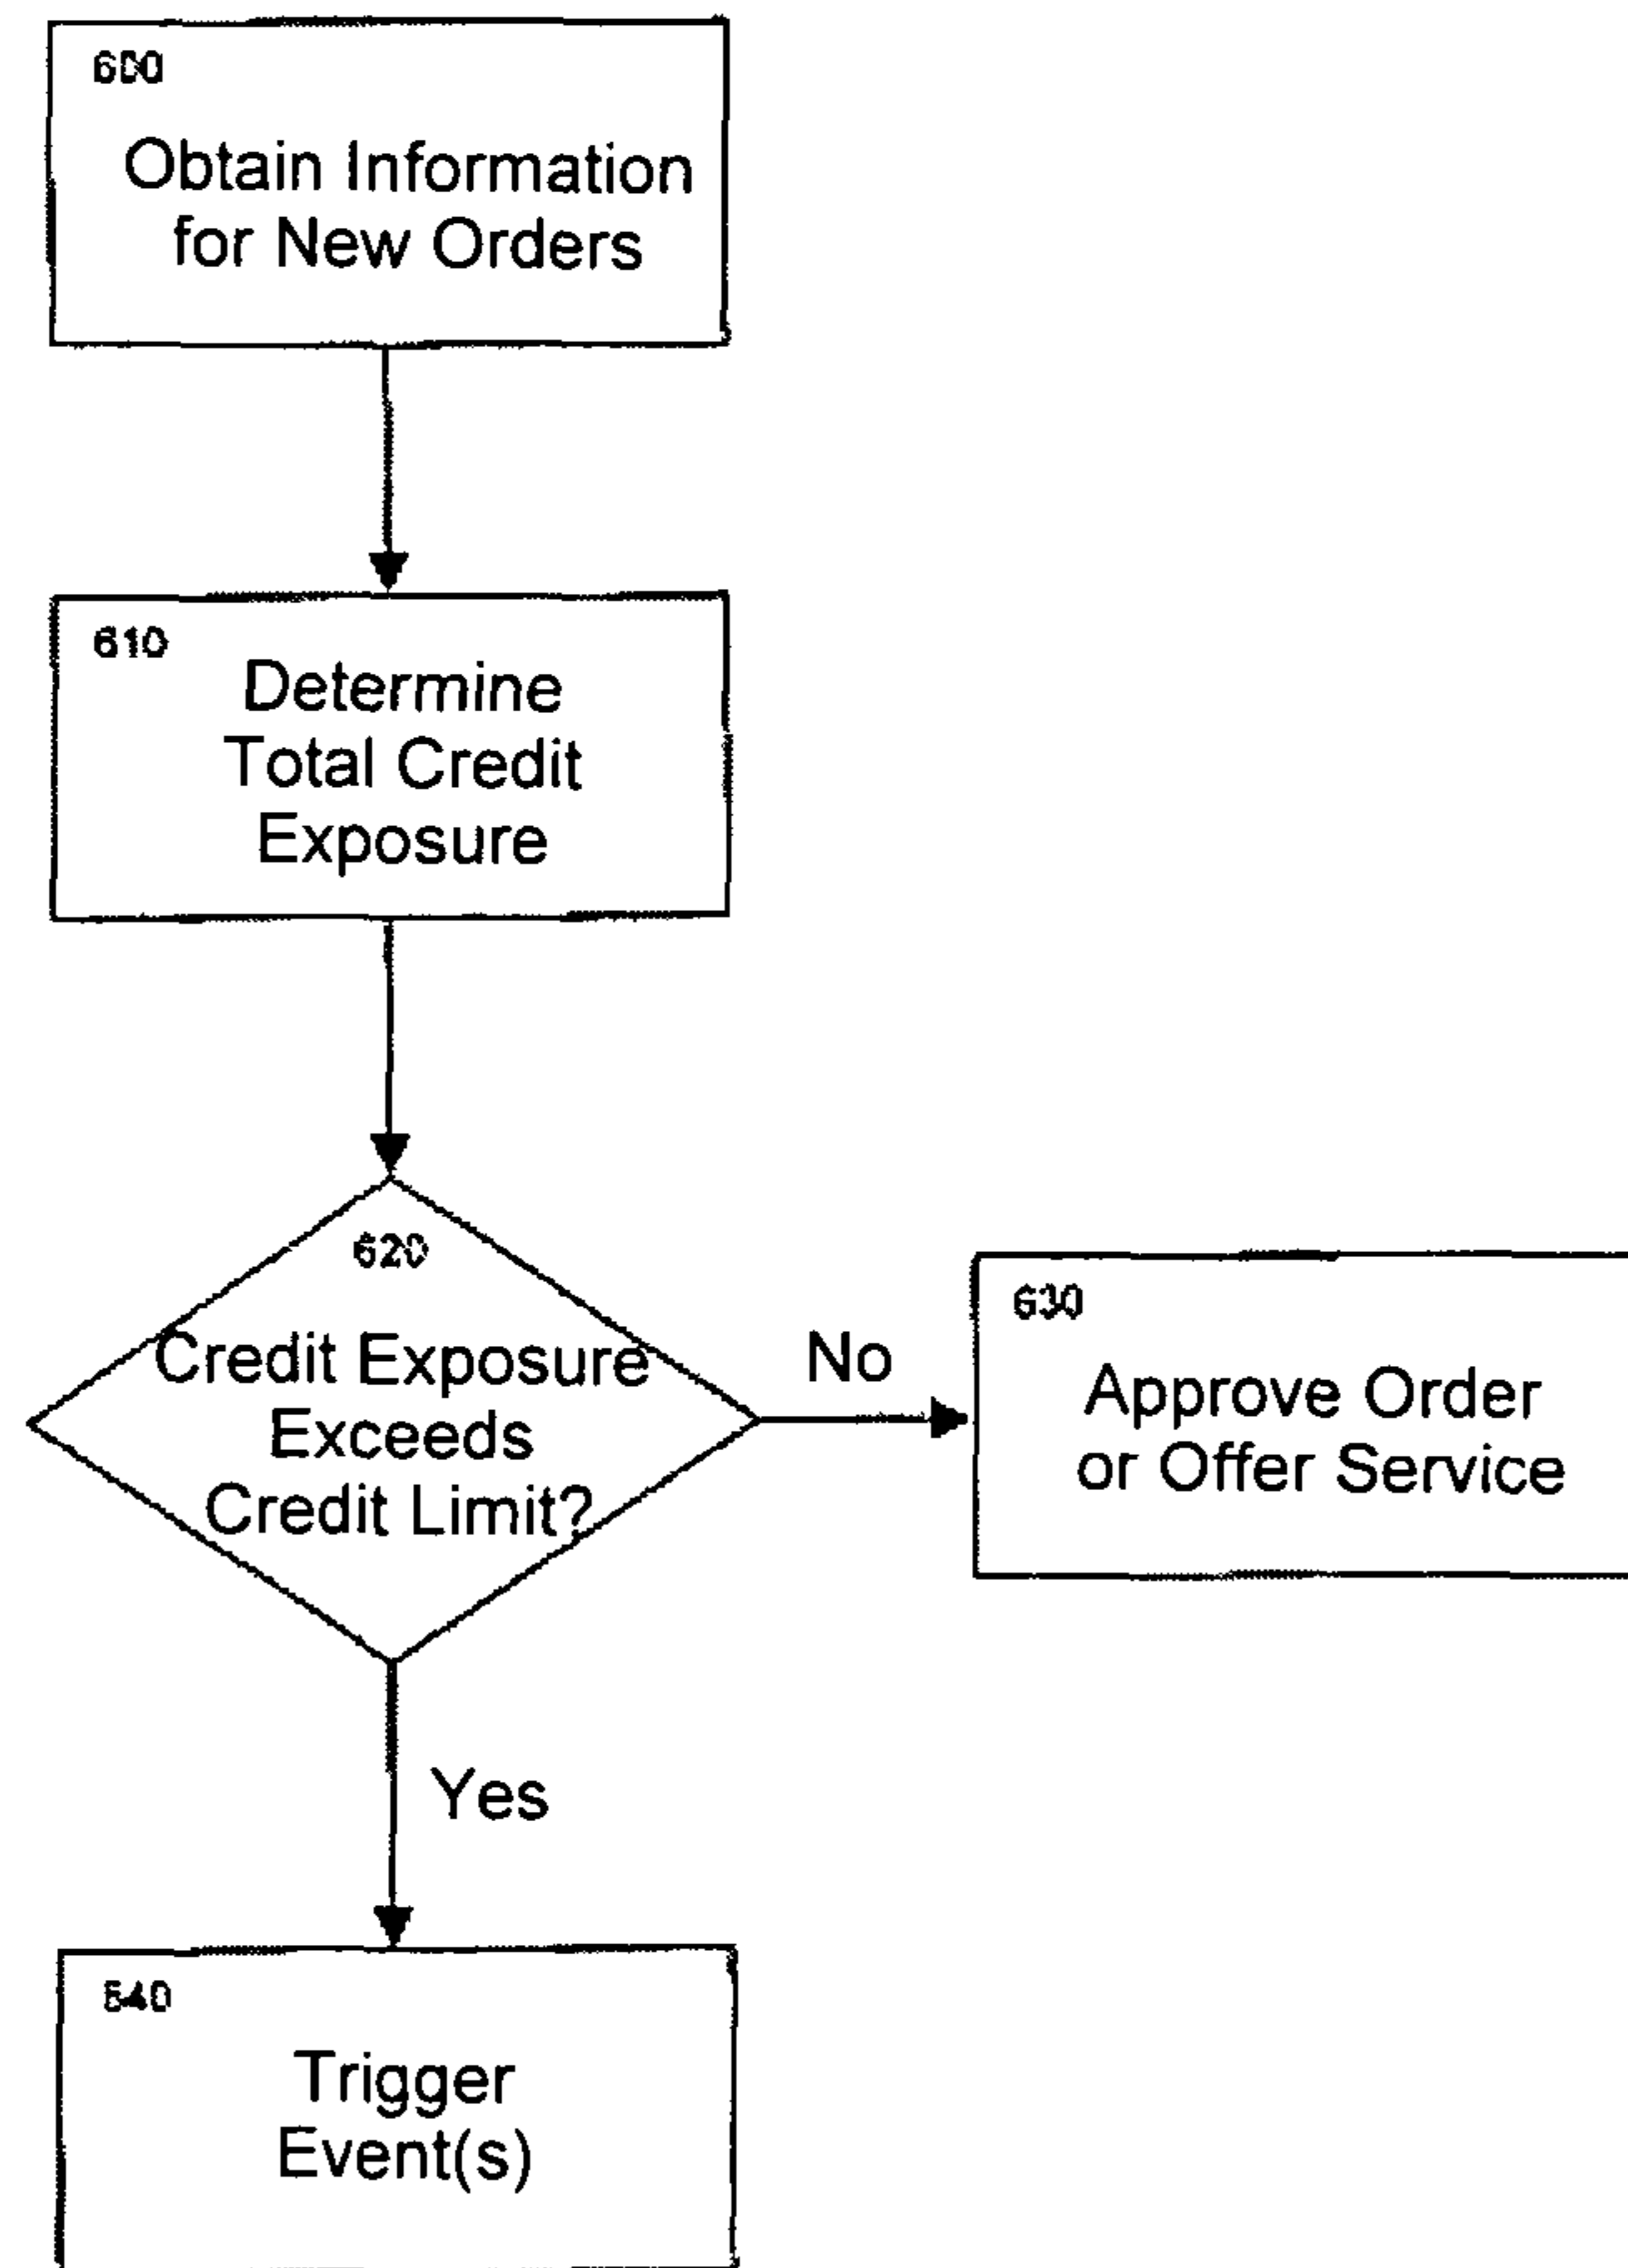 600
Obtain Information
for New Orders
610
Determine
Total Credit
Exposure
620
Credit Exposure
Exceeds
Credit Limit?
No
630
Approve Order
or Offer Service
Yes
640
Trigger
Event(s)